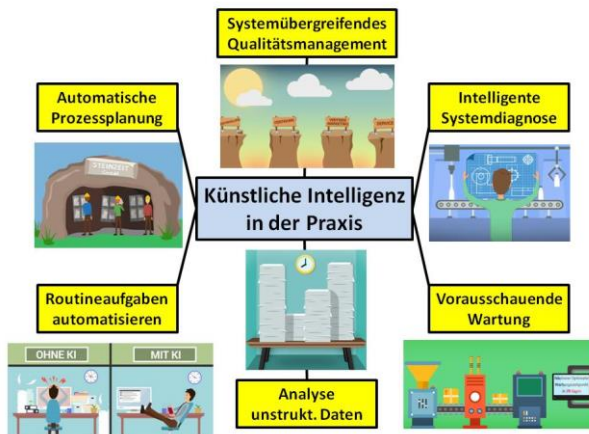 Systemübergreifendes
Qualitätsmanagement
Automatische
Prozessplanung
Intelligente
Systemdiagnose
STEINZEIT
Künstliche Intelligenz
in der Praxis
Routineaufgaben
automatisieren
Vorausschauende
Wartung
OHNE KI
MIT KI
Analyse
unstrukt. Daten